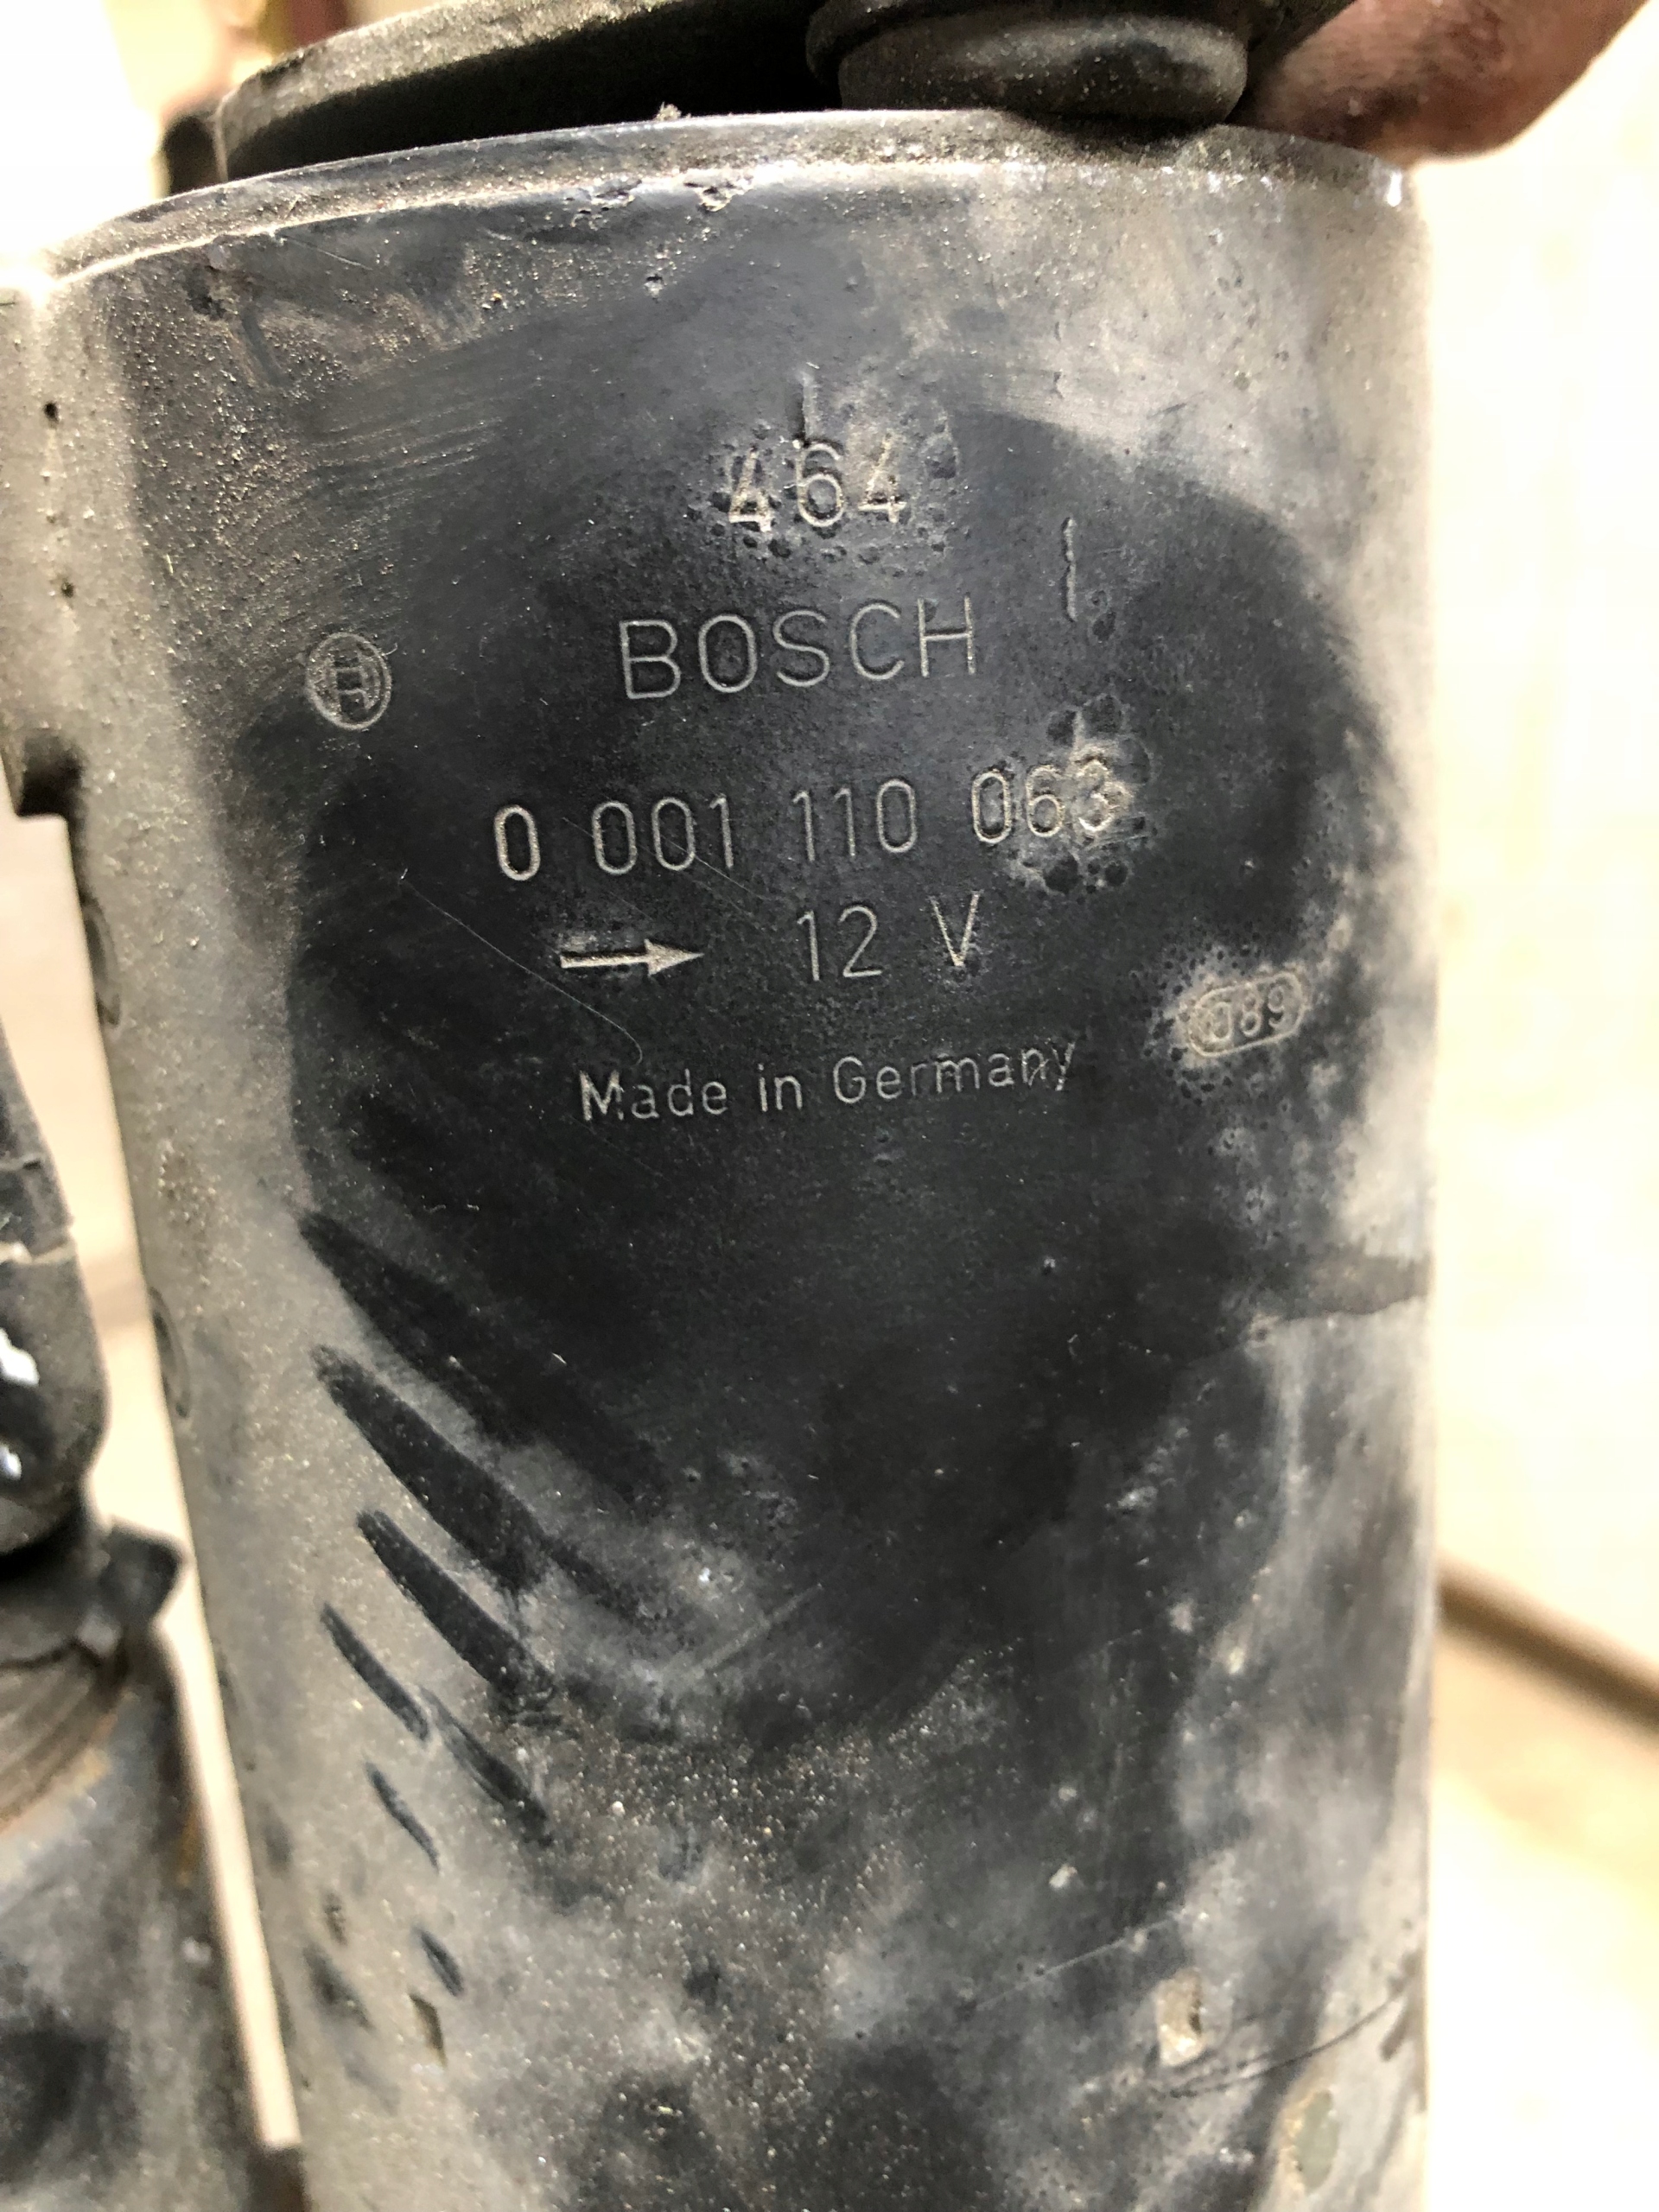 464
BOSCH
0 001 110 063
12 V
089
Made in Germany